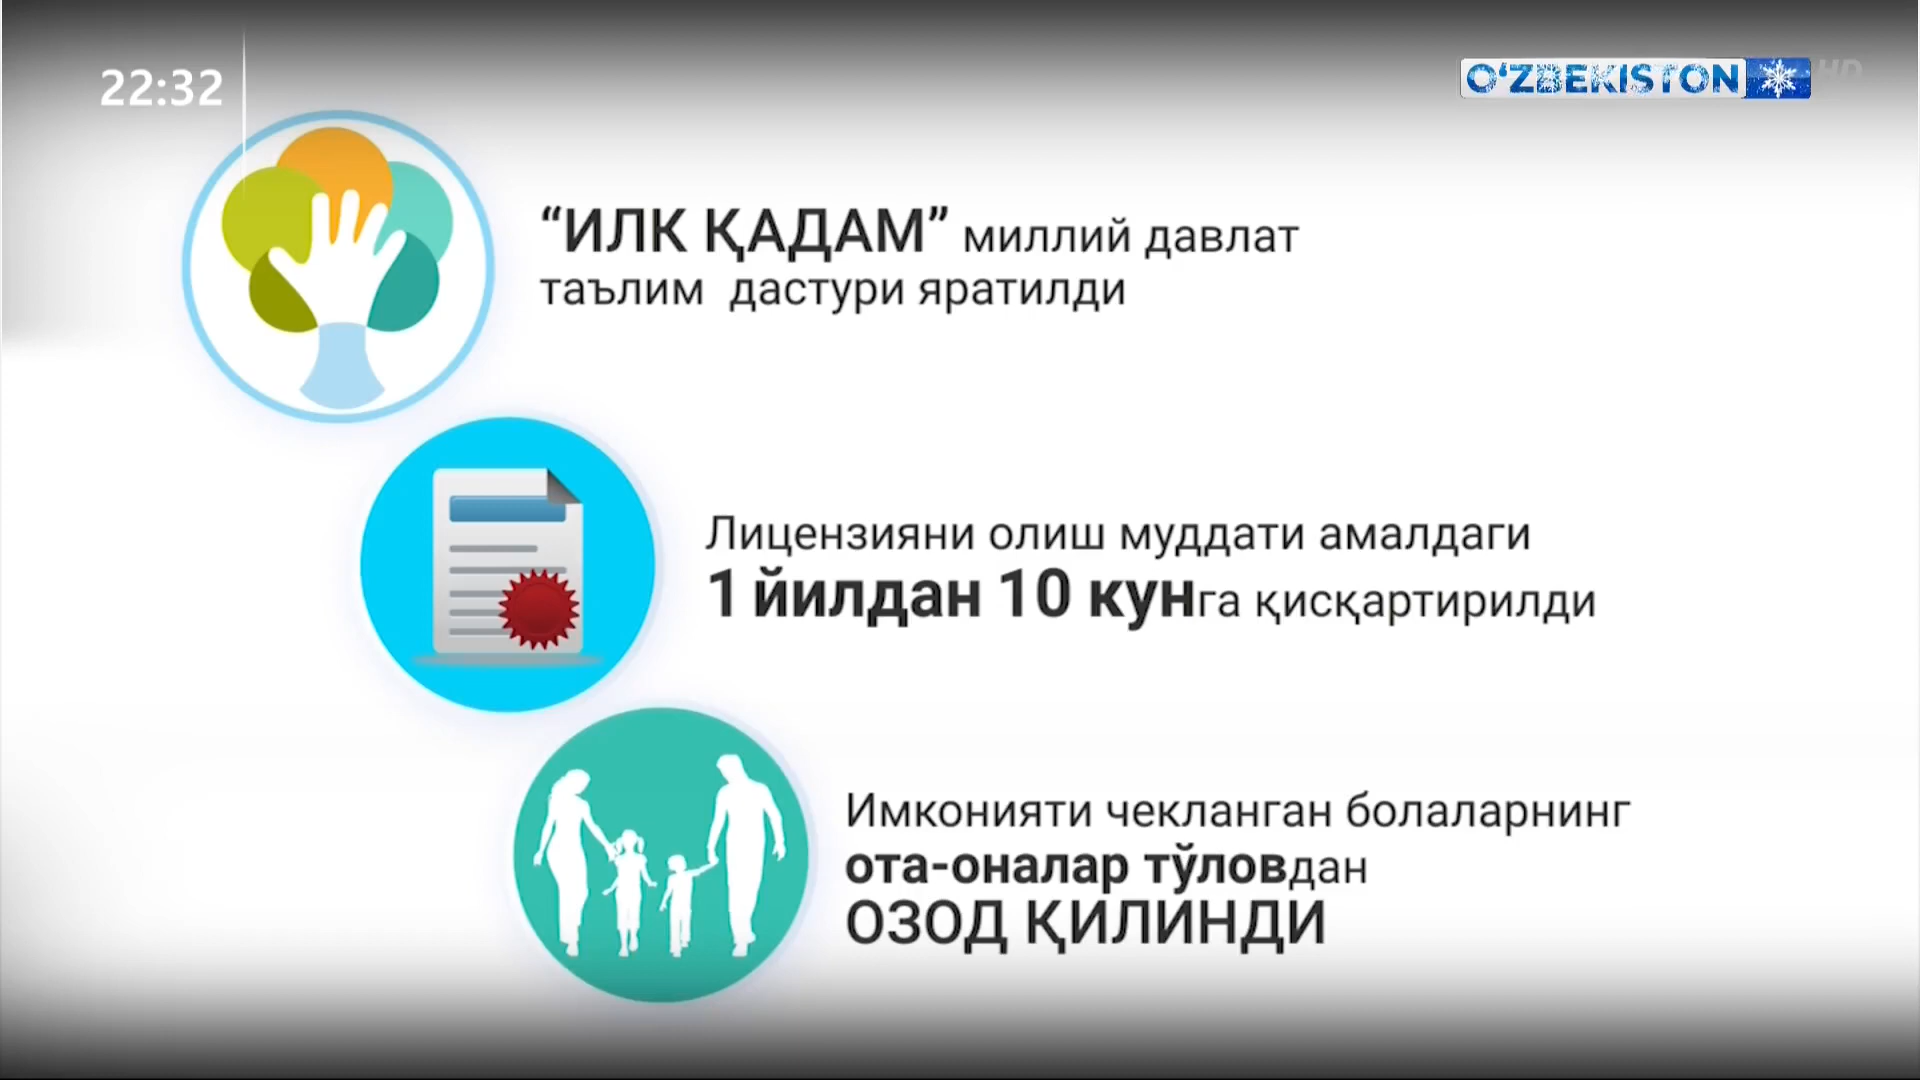 22:32
O‘ZBEKISTON HD
“ИЛК ҚАДАМ” миллий давлат
таълим дастури яратилди
Лицензияни олиш муддати амалдаги
1 йилдан 10 кунга қисқартирилди
Имконияти чекланган болаларнинг
ота-оналар тўловдан
ОЗОД ҚИЛИНДИ